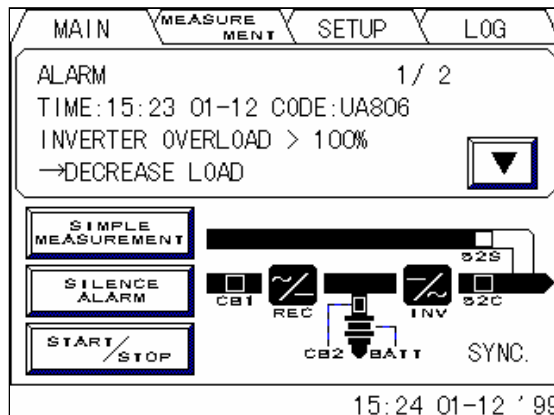 MAIN
MEASURE
MENT
SETUP
LOG
ALARM 1/ 2
TIME:15:23 01-12 CODE:UA806
INVERTER OVERLOAD > 100%
→DECREASE LOAD
▼
SIMPLE
MEASUREMENT
SILENCE
ALARM
START/
STOP
52S
CB1
REC
INV
52C
CB2
BATT
SYNC.
15:24 01-12 '99